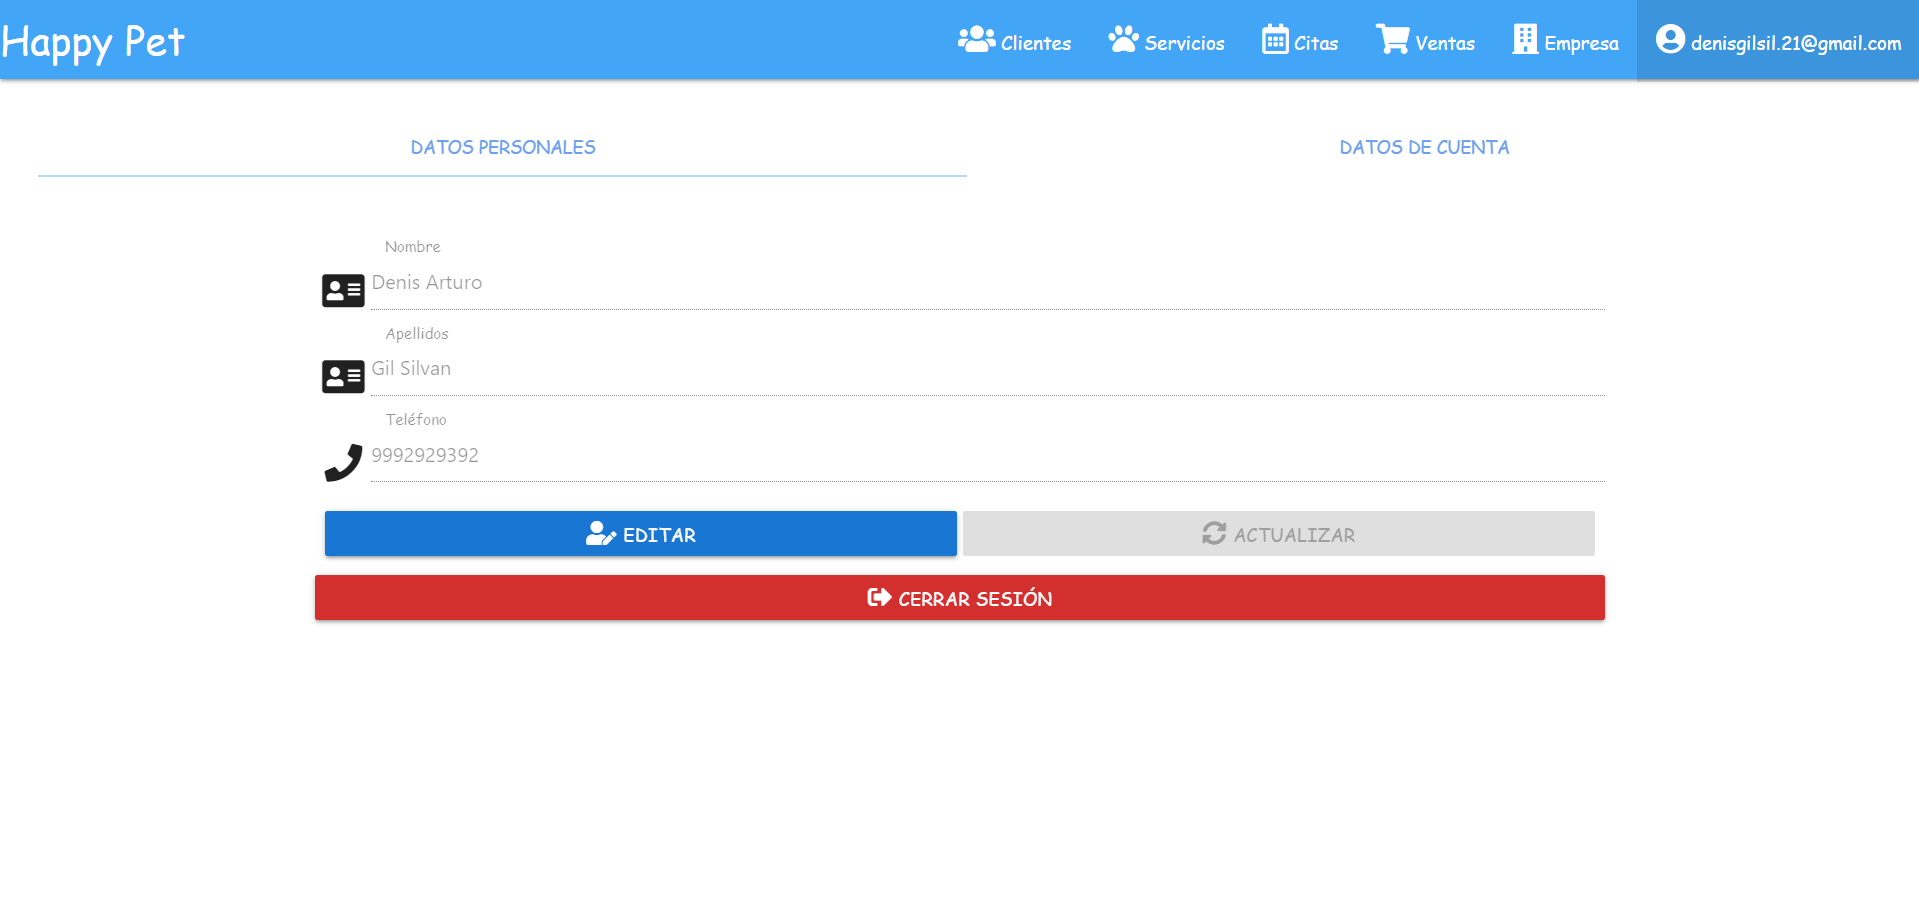 Happy Pet
Clientes
Servicios
Citas
Ventas
Empresa
denisgilsil.21@gmail.com
DATOS PERSONALES
DATOS DE CUENTA
Nombre
Denis Arturo
Apellidos
Gil Silvan
Teléfono
9992929392
EDITAR
ACTUALIZAR
CERRAR SESIÓN